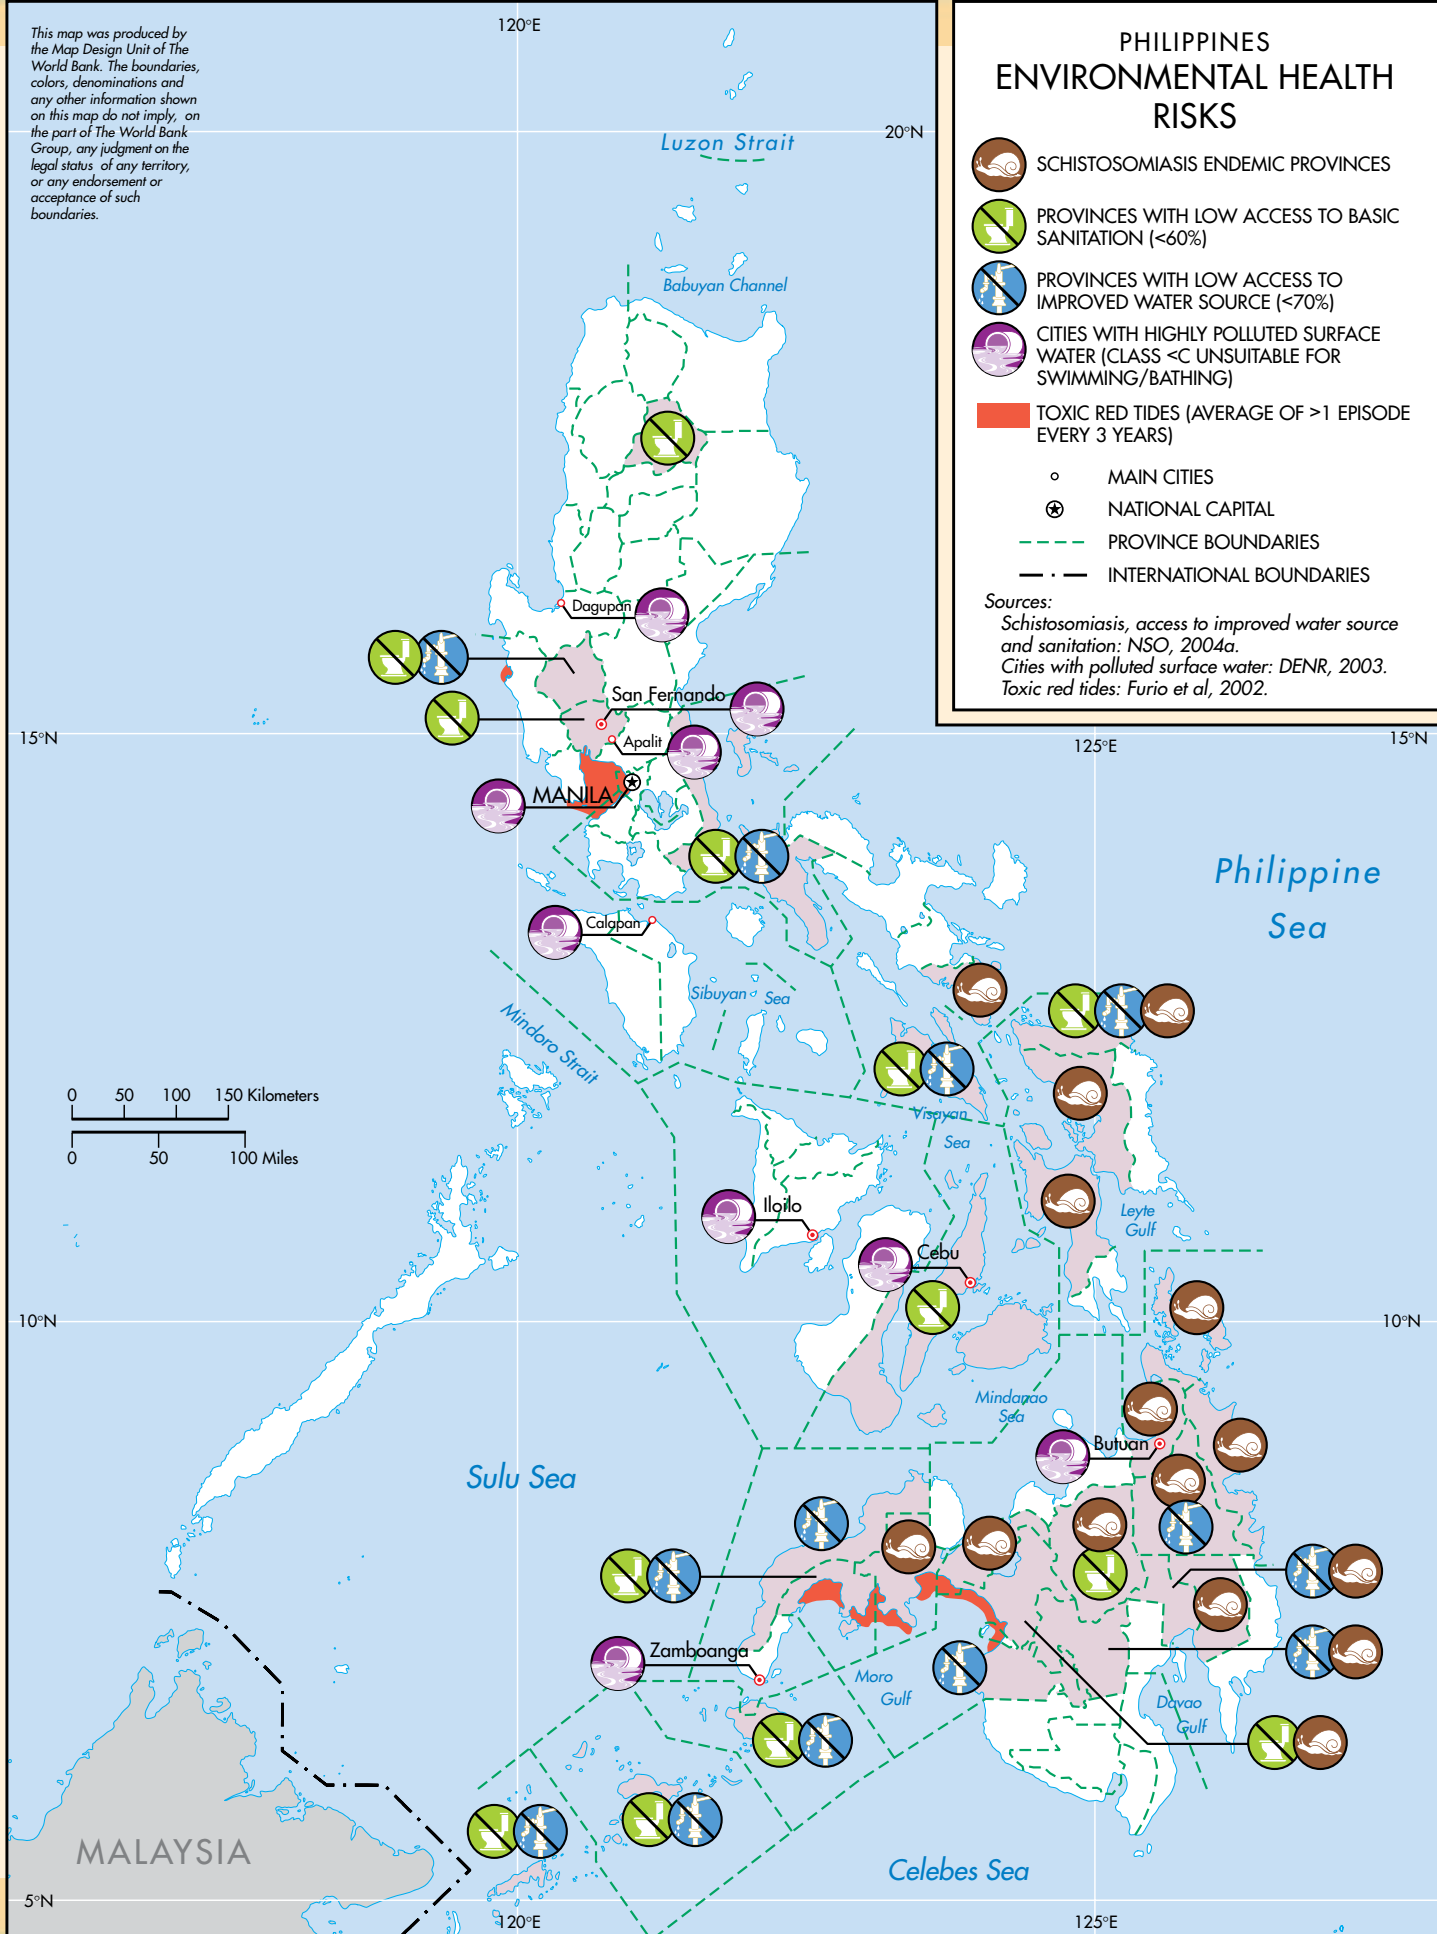 This map was produced by
the Map Design Unit of The
World Bank. The boundaries,
colors, denominations and
any other information shown
on this map do not imply, on
the part of The World Bank
Group, any judgment on the
legal status of any territory,
or any endorsement or
acceptance of such
boundaries.
PHILIPPINES
ENVIRONMENTAL HEALTH
RISKS
SCHISTOSOMIASIS ENDEMIC PROVINCES
PROVINCES WITH LOW ACCESS TO BASIC
SANITATION (<60%)
PROVINCES WITH LOW ACCESS TO
IMPROVED WATER SOURCE (<70%)
CITIES WITH HIGHLY POLLUTED SURFACE
WATER (CLASS <C UNSUITABLE FOR
SWIMMING/BATHING)
TOXIC RED TIDES (AVERAGE OF >1 EPISODE
EVERY 3 YEARS)
MAIN CITIES
NATIONAL CAPITAL
PROVINCE BOUNDARIES
INTERNATIONAL BOUNDARIES
Sources:
Schistosomiasis, access to improved water source
and sanitation: NSO, 2004a.
Cities with polluted surface water: DENR, 2003.
Toxic red tides: Furio et al, 2002.
120°E
20°N
Luzon Strait
Babuyan Channel
Dagupan
San Fernando
Apalit
15°N
125°E
15°N
MANILA
Philippine
Sea
Calapan
Sibuyan Sea
Mindoro Strait
0 50 100 150 Kilometers
0 50 100 Miles
Visayan
Sea
Iloilo
Leyte
Gulf
Cebu
10°N
10°N
Mindanao
Sea
Butuan
Sulu Sea
Zamboanga
Moro
Gulf
Davao
Gulf
MALAYSIA
Celebes Sea
5°N
120°E
125°E